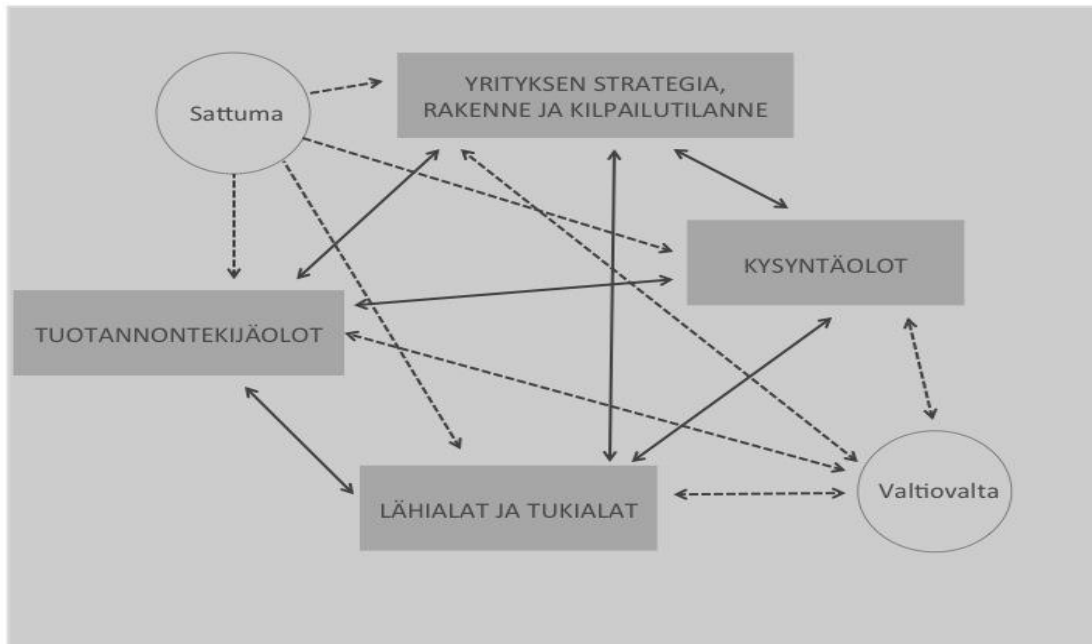 Sattuma
YRITYKSEN STRATEGIA,
RAKENNE JA KILPAILUTILANNE
KYSYNTÄOLOT
TUOTANNONTEKIJÄOLOT
LÄHIALAT JA TUKIALAT
Valtiovalta